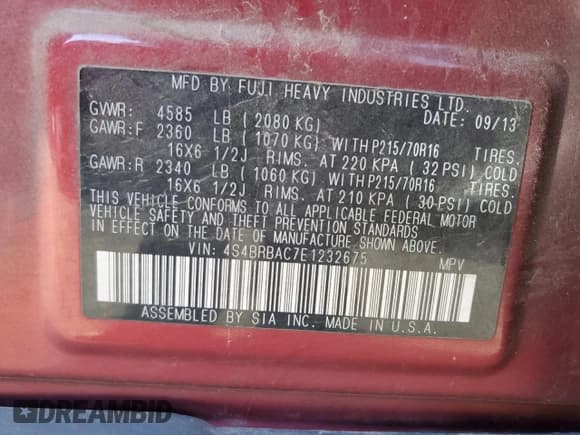 MFD BY FUJI HEAVY INDUSTRIES LTD.
GVWR: 4585 LB ( 2080 KG) DATE: 09/13
GAWR:F 2360 LB ( 1070 KG) WITH P215/70R16 TIRES.
16X6 1/2J RIMS. AT 220 KPA ( 32 PSI) COLD
GAWR:R 2340 LB ( 1060 KG) WITH P215/70R16 TIRES.
16X6 1/2J RIMS. AT 210 KPA ( 30 PSI) COLD
THIS VEHICLE CONFORMS TO ALL APPLICABLE FEDERAL MOTOR
VEHICLE SAFETY AND THEFT PREVENTION STANDARDS
IN EFFECT ON THE DATE OF MANUFACTURE SHOWN ABOVE.
VIN: 4S4BRBAC7E1232675 MPV
ASSEMBLED BY SIA INC. MADE IN U.S.A.
DREAMBID